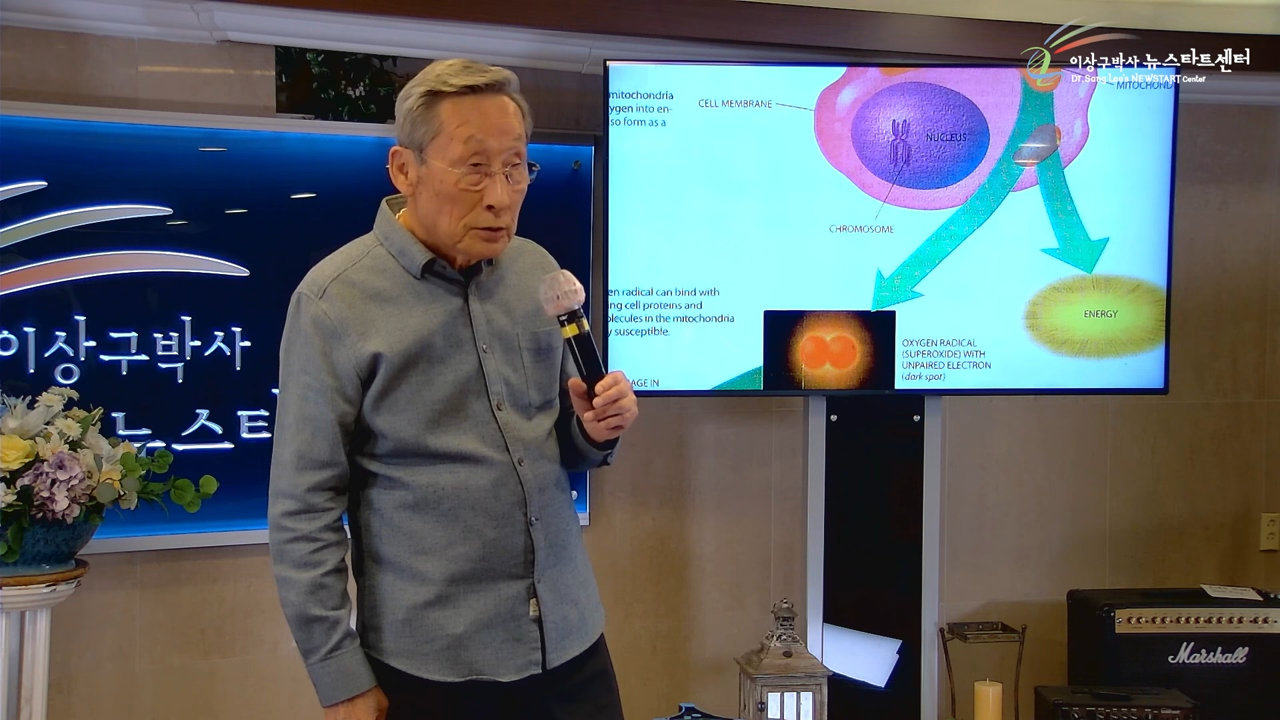 이상구박사 뉴스타트센터
Dr. Sang Lee's NEWSTART Center
mitochondria
ygen into en-
so form as a
CELL MEMBRANE
MITOCHOND
NUCLEUS
CHROMOSOME
en radical can bind with
ng cell proteins and
olecules in the mitochondria
y susceptible.
ENERGY
OXYGEN RADICAL
(SUPEROXIDE) WITH
UNPAIRED ELECTRON
(dark spot)
AGE IN
이상구박사
뉴스타
Marshall